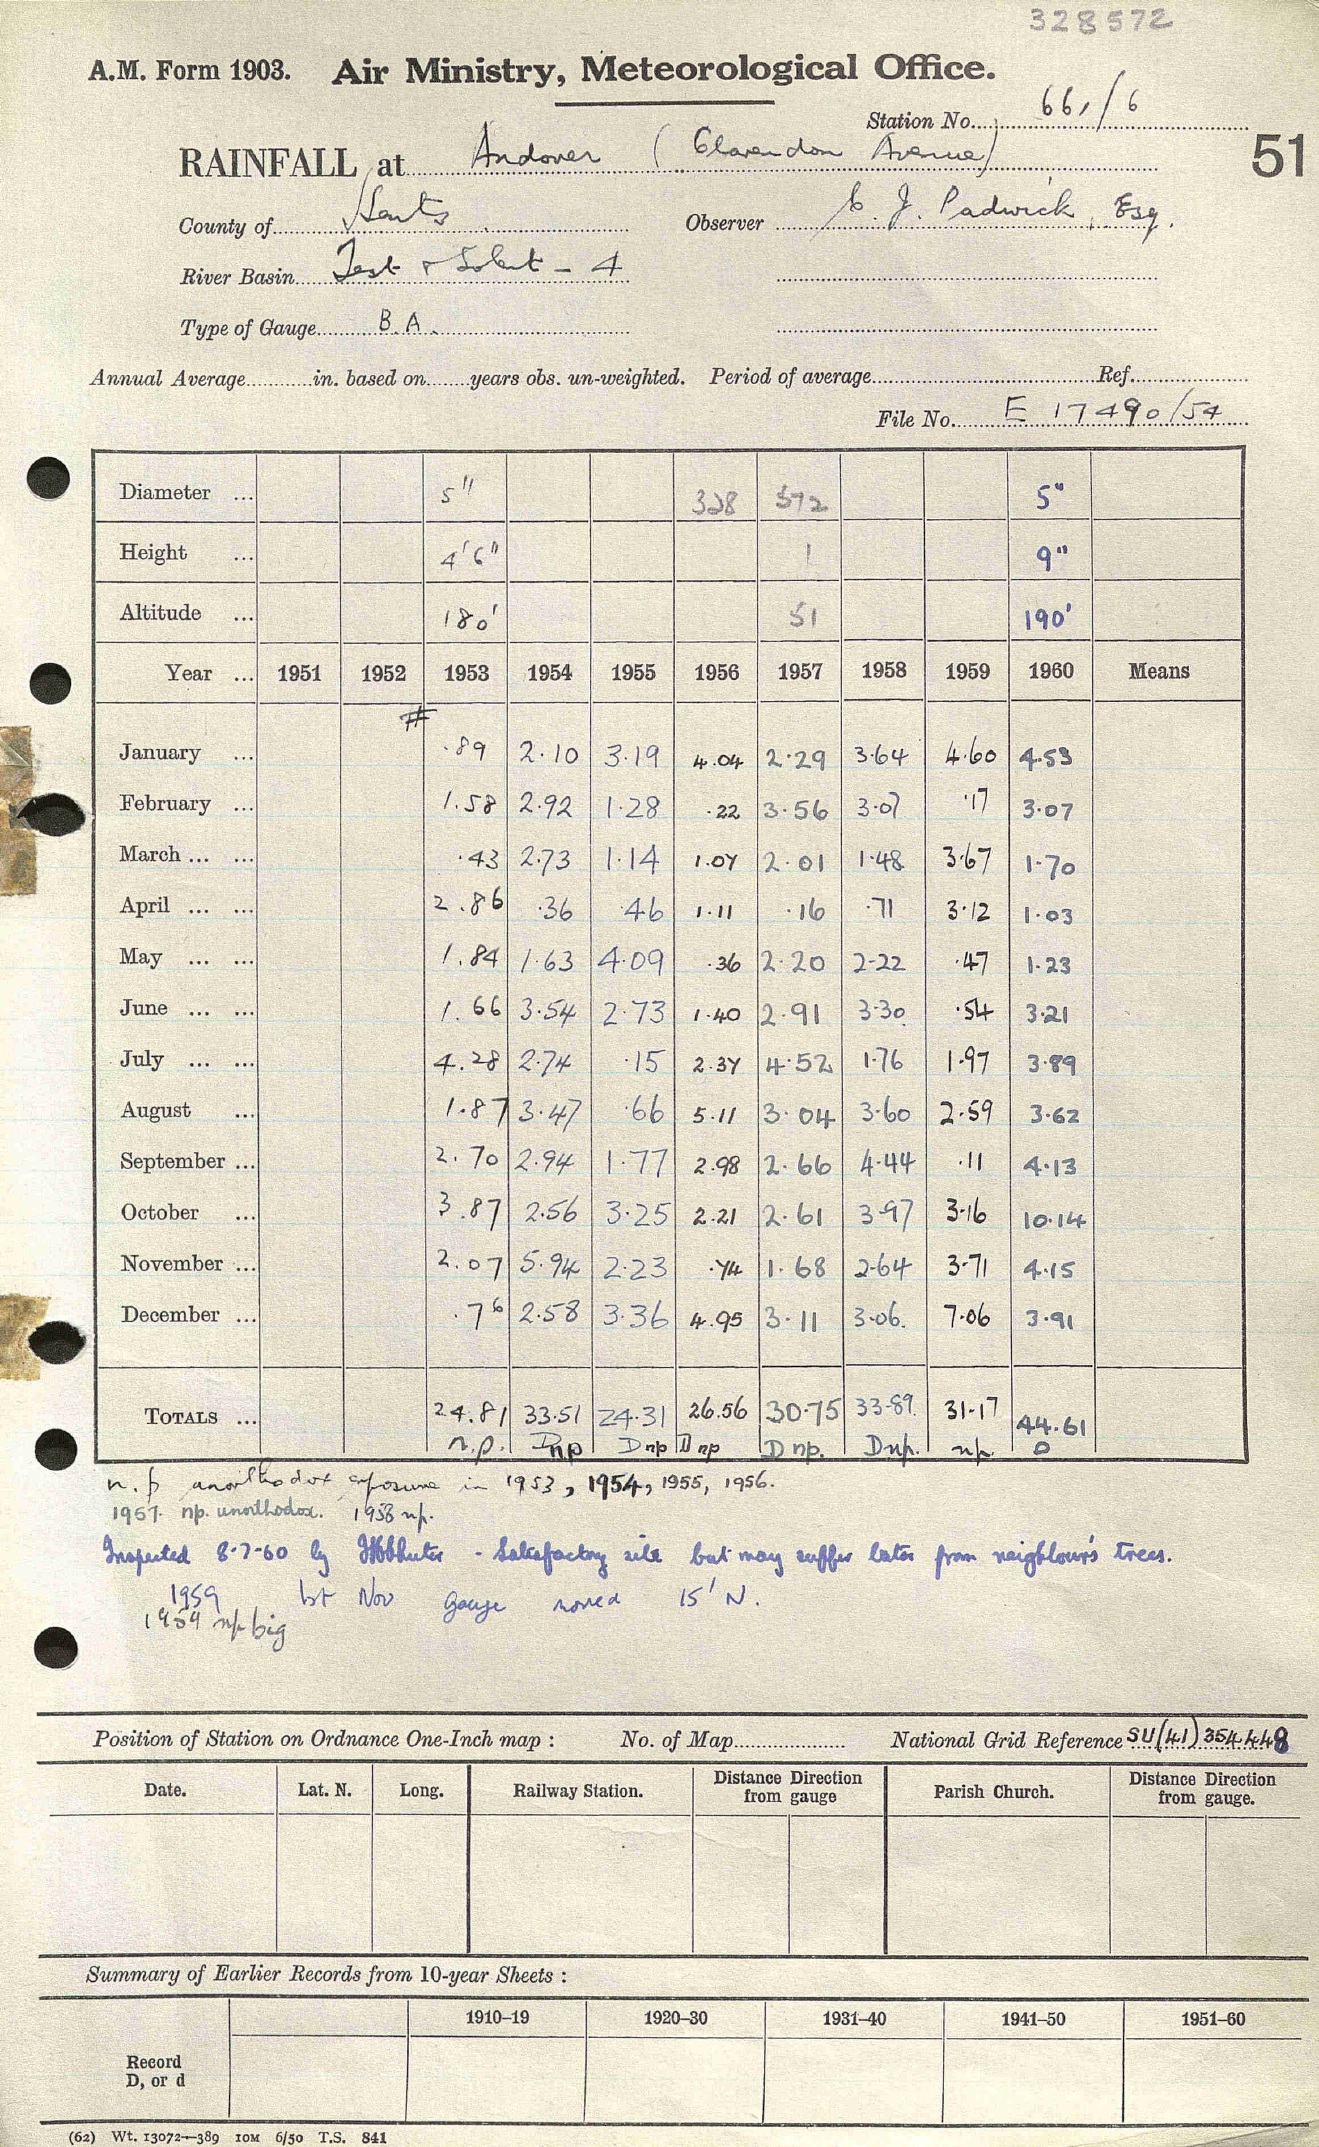 328572
A.M. Form 1903. Air Ministry, Meteorological Office.
Station No. 66,/6
51
RAINFALL at Andover (Clarendon Avenue)
County of Hants Observer E. J. Padwick, Esq.
River Basin Test & Solent - 4
Type of Gauge B.A.
Annual Average in. based on years obs. un-weighted. Period of average Ref.
File No. E 17490/54
Diameter ... 5" 328 572 5"
Height ... 4'6" 1 9"
Altitude ... 180' 51 190'
Year ... 1951 1952 1953 1954 1955 1956 1957 1958 1959 1960 Means
#
January ... ·89 2·10 3·19 4·04 2·29 3·64 4·60 4·53
February ... 1.58 2·92 1·28 ·22 3·56 3·07 ·17 3·07
March ... ... ·43 2·73 1·14 1·07 2·01 1·48 3·67 1·70
April ... ... 2.86 ·36 ·46 1·11 ·16 ·71 3·12 1·03
May ... ... 1.84 1·63 4·09 ·36 2·20 2·22 ·47 1·23
June ... ... 1.66 3·54 2·73 1·40 2·91 3·30 ·54 3·21
July ... ... 4.28 2·74 ·15 2·37 4·52 1·76 1·97 3·89
August ... 1.87 3·47 ·66 5·11 3·04 3·60 2·59 3·62
September ... 2.70 2·94 1·77 2·98 2·66 4·44 ·11 4·13
October ... 3.87 2·56 3·25 2·21 2·61 3·97 3·16 10·14
November ... 2.07 5·94 2·23 ·74 1·68 2·64 3·71 4·15
December ... ·76 2·58 3·36 4·95 3·11 3·06 7·06 3·91
TOTALS ... 24.81 33·51 24·31 26·56 30·75 33·89 31·17 44·61
n.p. Dnp Dnp Dnp Dnp. Dnp. np. D
n.p unorthodox exposure in 1953, 1954, 1955, 1956.
1957. np. unorthodox. 1958 np.
Inspected 8-7-60 by - Satisfactory site but may suffer later from neighbour's trees.
1959 1st Nov gauge moved 15' N.
1959 np big
Position of Station on Ordnance One-Inch map : No. of Map National Grid Reference SU(41)354448
Date. Lat. N. Long. Railway Station. Distance Direction from gauge Parish Church. Distance Direction from gauge.
Summary of Earlier Records from 10-year Sheets :
1910–19 1920–30 1931–40 1941–50 1951–60
Record
D, or d
(62) Wt. 13072—389 10M 6/50 T.S. 841